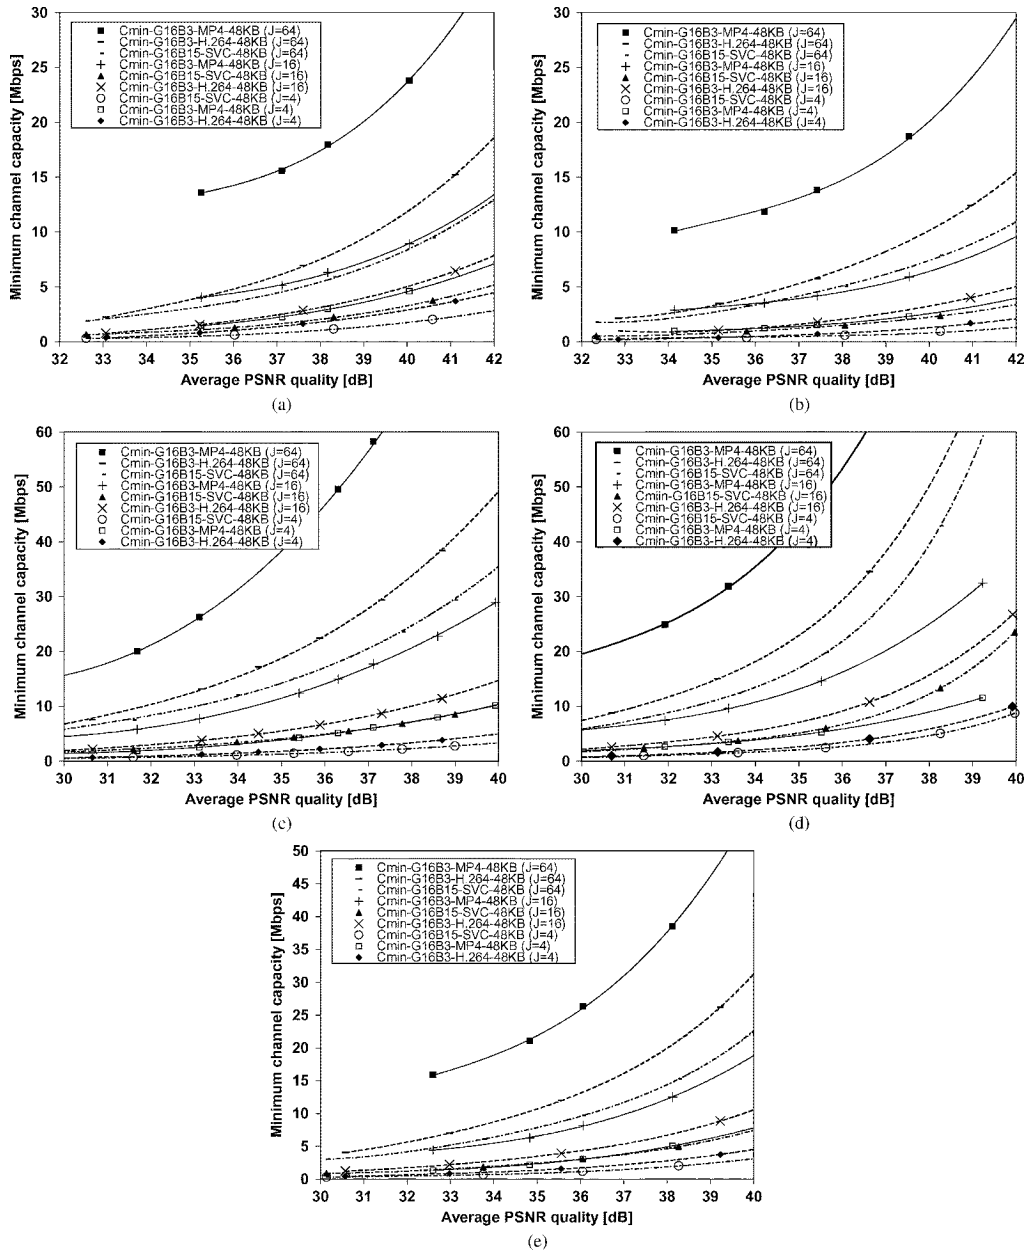 Minimum channel capacity [Mbps]
30
25
20
15
10
5
0
Cmin-G16B3-MP4-48KB (J=64)
Cmin-G16B3-H.264-48KB (J=64)
Cmin-G16B15-SVC-48KB (J=64)
Cmin-G16B3-MP4-48KB (J=16)
Cmin-G16B15-SVC-48KB (J=16)
Cmin-G16B3-H.264-48KB (J=16)
Cmin-G16B15-SVC-48KB (J=4)
Cmin-G16B3-MP4-48KB (J=4)
Cmin-G16B3-H.264-48KB (J=4)
32 33 34 35 36 37 38 39 40 41 42
Average PSNR quality [dB]
(a)
Minimum channel capacity [Mbps]
30
25
20
15
10
5
0
Cmin-G16B3-MP4-48KB (J=64)
Cmin-G16B3-H.264-48KB (J=64)
Cmin-G16B15-SVC-48KB (J=64)
Cmin-G16B3-MP4-48KB (J=16)
Cmin-G16B15-SVC-48KB (J=16)
Cmin-G16B3-H.264-48KB (J=16)
Cmin-G16B15-SVC-48KB (J=4)
Cmin-G16B3-MP4-48KB (J=4)
Cmin-G16B3-H.264-48KB (J=4)
32 33 34 35 36 37 38 39 40 41 42
Average PSNR quality [dB]
(b)
Minimum channel capacity [Mbps]
60
50
40
30
20
10
0
Cmin-G16B3-MP4-48KB (J=64)
Cmin-G16B3-H.264-48KB (J=64)
Cmin-G16B15-SVC-48KB (J=64)
Cmin-G16B3-MP4-48KB (J=16)
Cmin-G16B15-SVC-48KB (J=16)
Cmin-G16B3-H.264-48KB (J=16)
Cmin-G16B15-SVC-48KB (J=4)
Cmin-G16B3-MP4-48KB (J=4)
Cmin-G16B3-H.264-48KB (J=4)
30 31 32 33 34 35 36 37 38 39 40
Average PSNR quality [dB]
(c)
Minimum channel capacity [Mbps]
60
50
40
30
20
10
0
Cmin-G16B3-MP4-48KB (J=64)
Cmin-G16B3-H.264-48KB (J=64)
Cmin-G16B15-SVC-48KB (J=64)
Cmin-G16B3-MP4-48KB (J=16)
Cmiin-G16B15-SVC-48KB (J=16)
Cmin-G16B3-H.264-48KB (J=16)
Cmin-G16B15-SVC-48KB (J=4)
Cmin-G16B3-MP4-48KB (J=4)
Cmin-G16B3-H.264-48KB (J=4)
30 31 32 33 34 35 36 37 38 39 40
Average PSNR quality [dB]
(d)
Minimum channel capacity [Mbps]
50
45
40
35
30
25
20
15
10
5
0
Cmin-G16B3-MP4-48KB (J=64)
Cmin-G16B3-H.264-48KB (J=64)
Cmin-G16B15-SVC-48KB (J=64)
Cmin-G16B3-MP4-48KB (J=16)
Cmin-G16B15-SVC-48KB (J=16)
Cmin-G16B3-H.264-48KB (J=16)
Cmin-G16B15-SVC-48KB (J=4)
Cmin-G16B3-MP4-48KB (J=4)
Cmin-G16B3-H.264-48KB (J=4)
30 31 32 33 34 35 36 37 38 39 40
Average PSNR quality [dB]
(e)